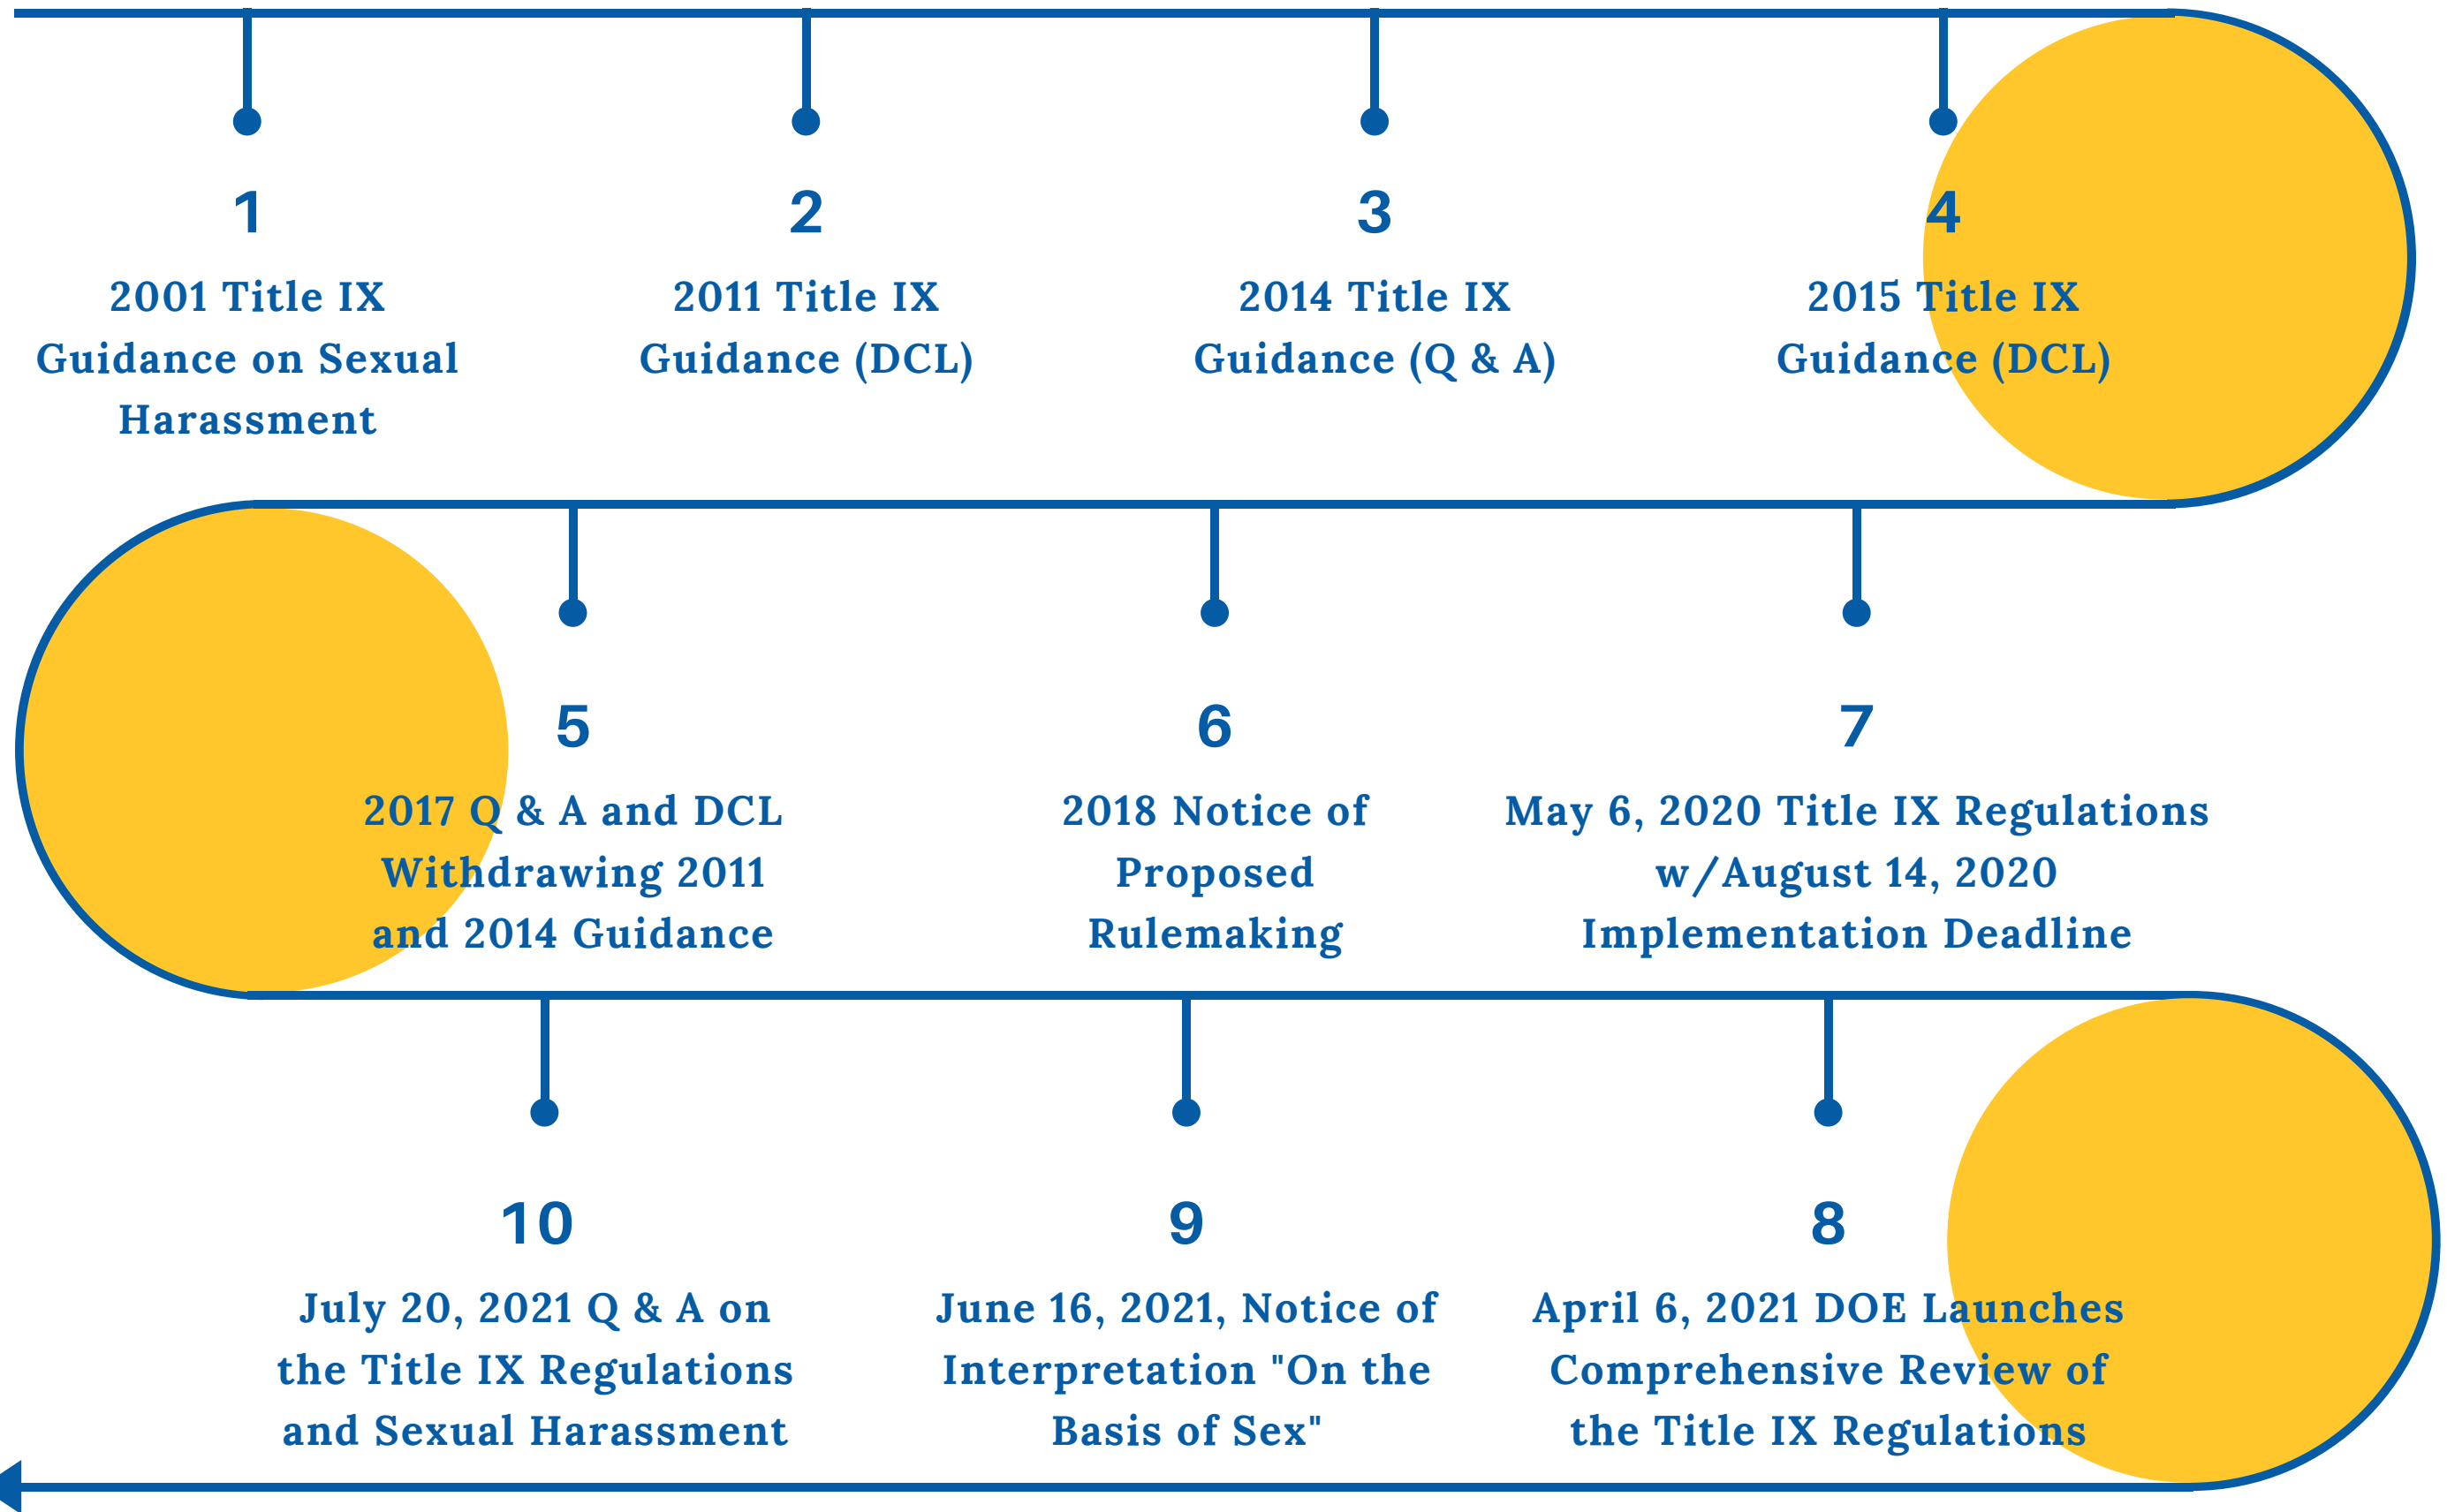 1
2001 Title IX
Guidance on Sexual
Harassment
2
2011 Title IX
Guidance (DCL)
3
2014 Title IX
Guidance (Q & A)
4
2015 Title IX
Guidance (DCL)
5
2017 Q & A and DCL
Withdrawing 2011
and 2014 Guidance
6
2018 Notice of
Proposed
Rulemaking
7
May 6, 2020 Title IX Regulations
w/August 14, 2020
Implementation Deadline
8
April 6, 2021 DOE Launches
Comprehensive Review of
the Title IX Regulations
9
June 16, 2021, Notice of
Interpretation "On the
Basis of Sex"
10
July 20, 2021 Q & A on
the Title IX Regulations
and Sexual Harassment